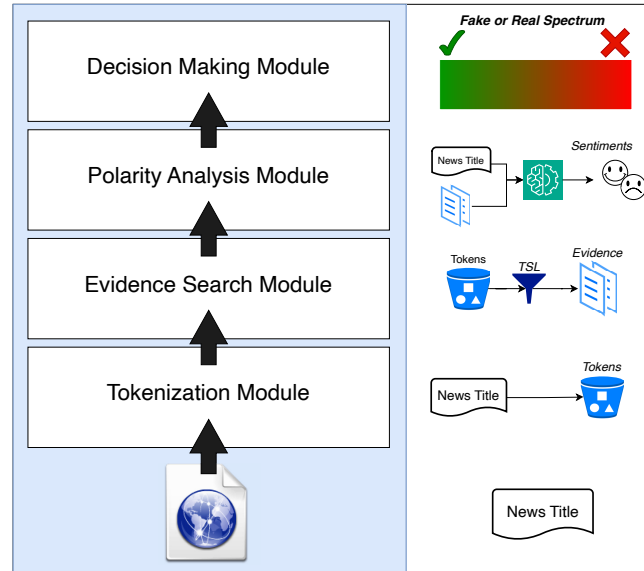 Fake or Real Spectrum
Decision Making Module
Polarity Analysis Module
News Title
Sentiments
Evidence Search Module
Tokens
TSL
Evidence
Tokenization Module
News Title
Tokens
News Title